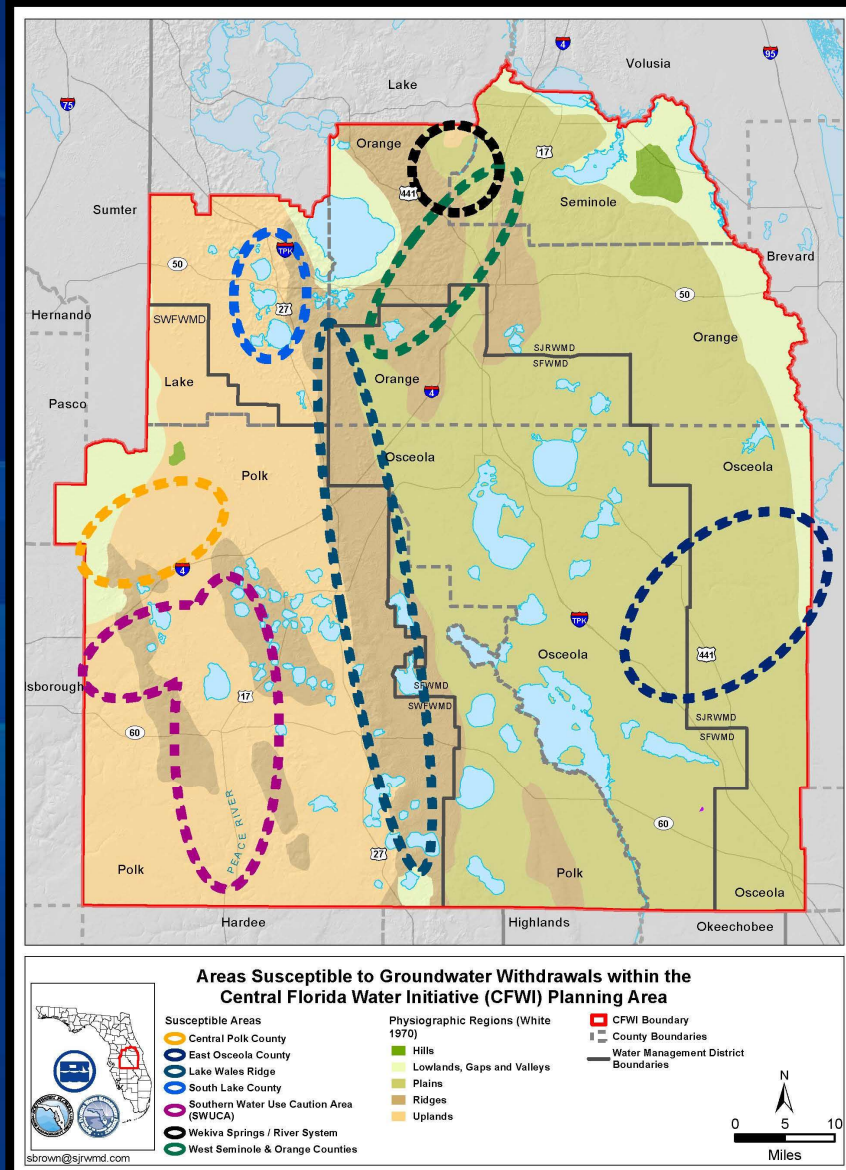 4
95
Volusia
Lake
75
Orange
17
441
Seminole
Sumter
TPK
Brevard
50
27
50
Hernando
SWFWMD
Orange
SJRWMD
SFWMD
Lake
Orange
4
Pasco
Osceola
Osceola
Polk
4
TPK
441
Osceola
lsborough
SFWMD
17
SWFWMD
SJRWMD
60
SFWMD
PEACE RIVER
60
27
Polk
Polk
Osceola
Hardee
Highlands
Okeechobee
Areas Susceptible to Groundwater Withdrawals within the
Central Florida Water Initiative (CFWI) Planning Area
Susceptible Areas
Central Polk County
East Osceola County
Lake Wales Ridge
South Lake County
Southern Water Use Caution Area
(SWUCA)
Wekiva Springs / River System
West Seminole & Orange Counties
Physiographic Regions (White
1970)
Hills
Lowlands, Gaps and Valleys
Plains
Ridges
Uplands
CFWI Boundary
County Boundaries
Water Management District
Boundaries
N
0 5 10
Miles
sbrown@sjrwmd.com